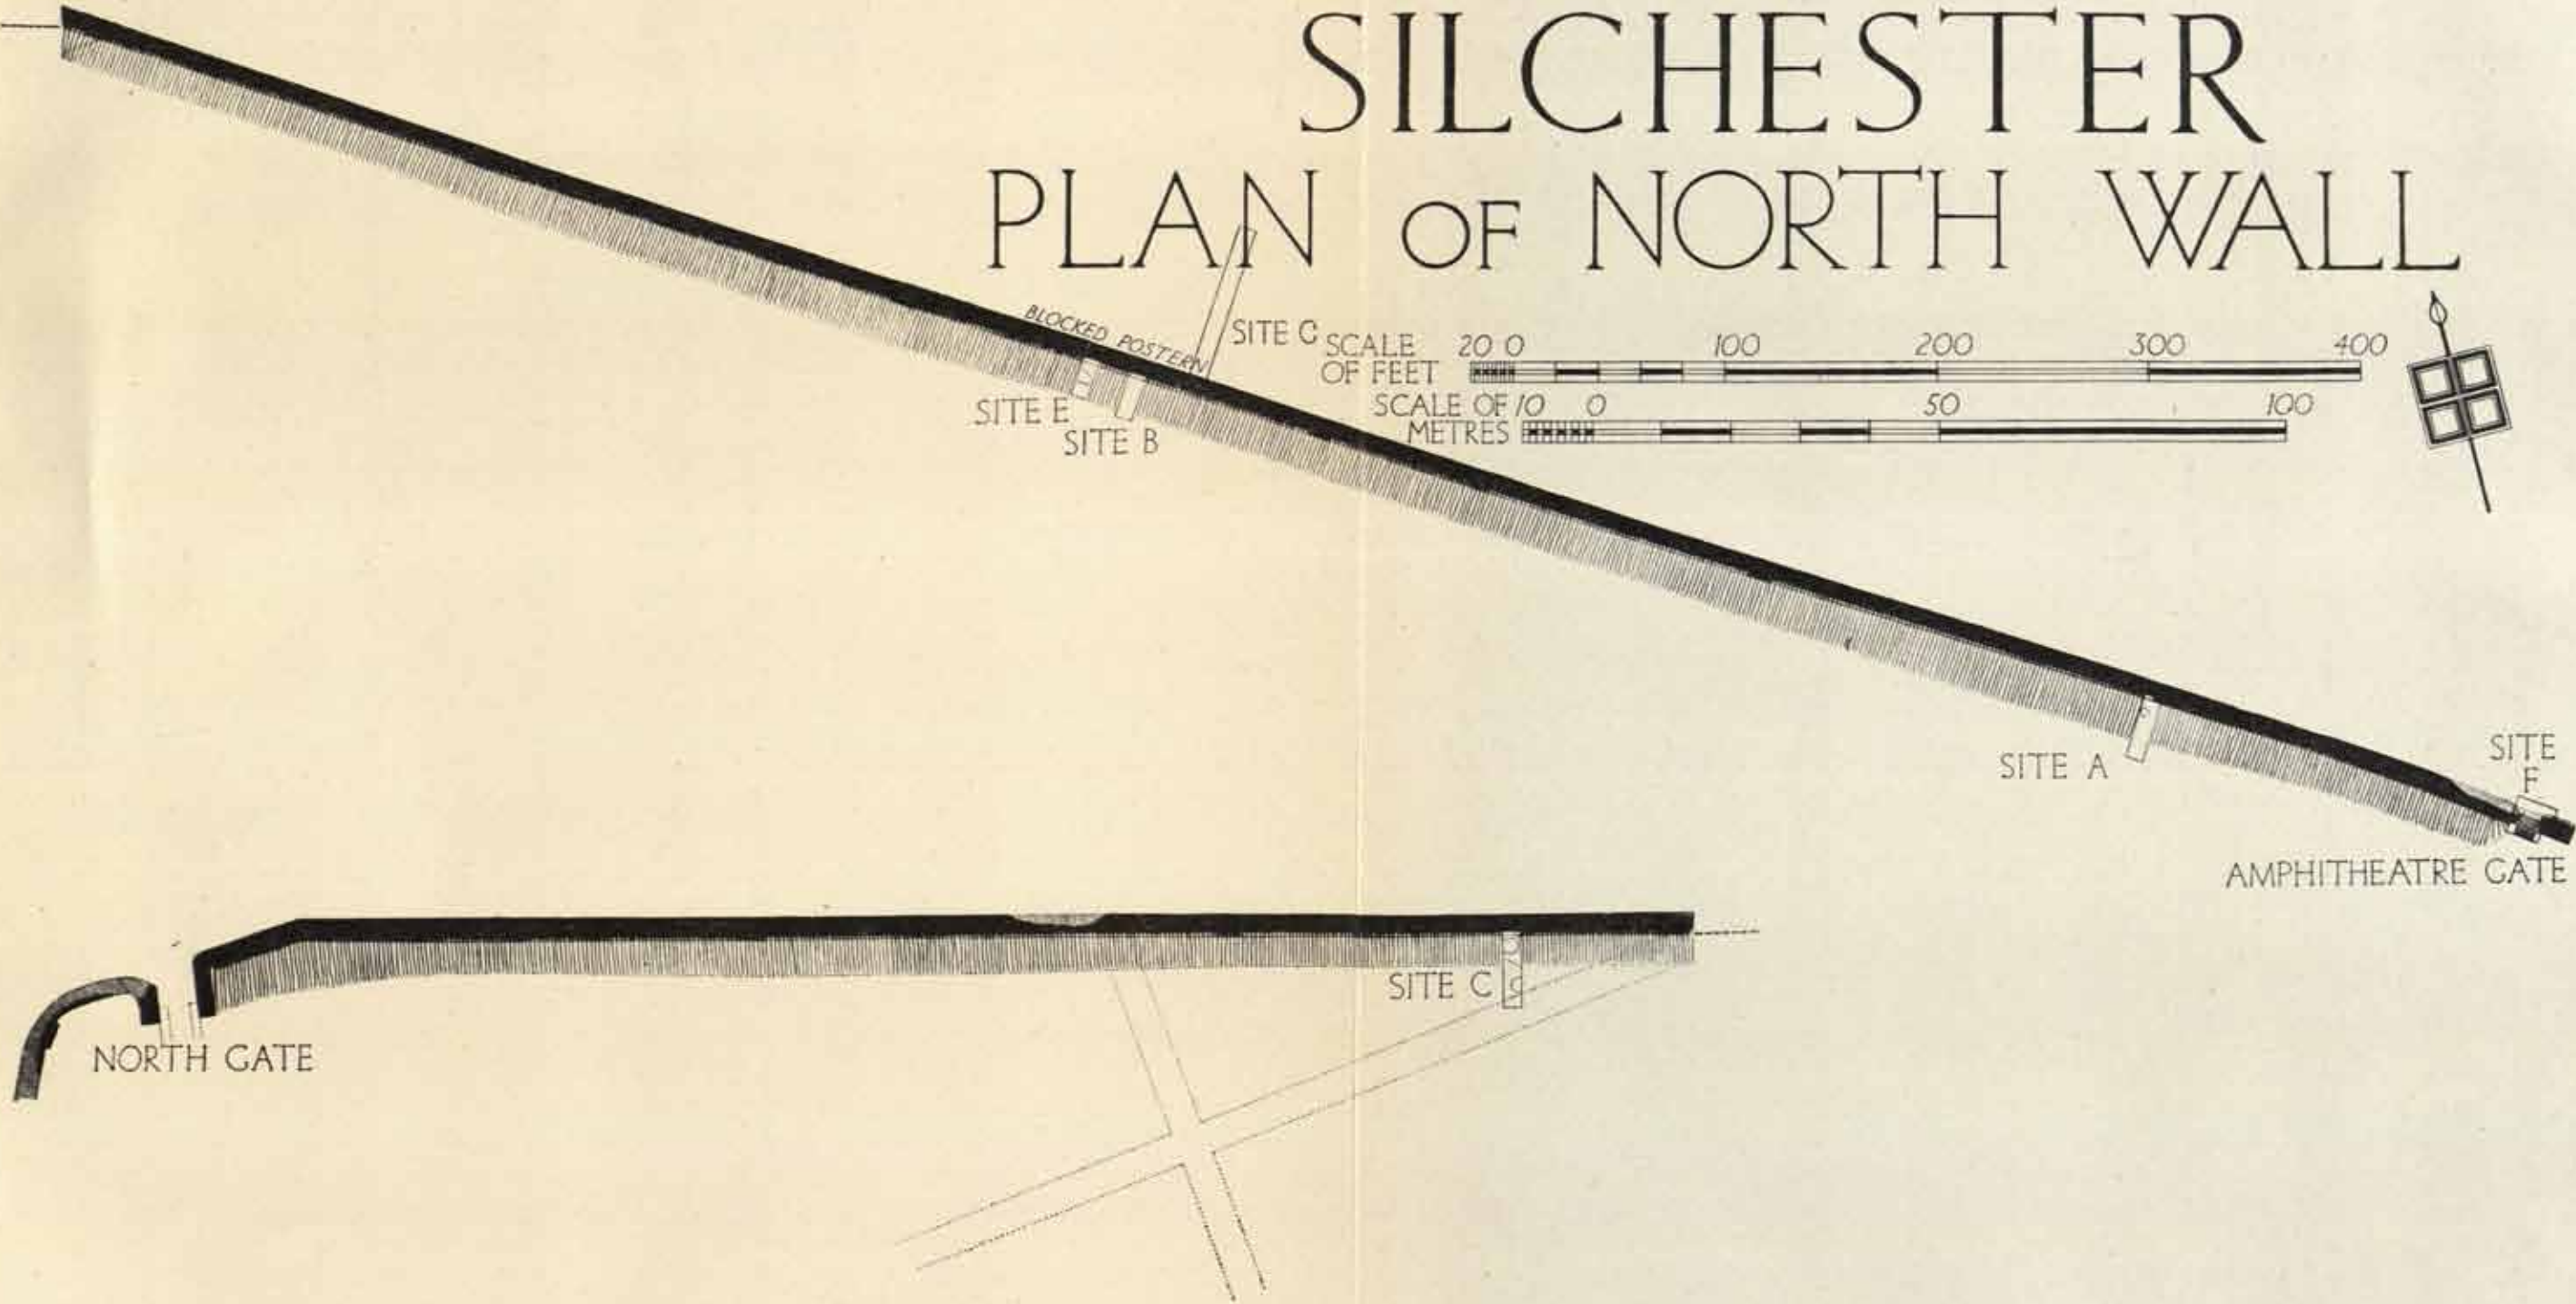 SILCHESTER
PLAN OF NORTH WALL
BLOCKED POSTERN
SITE G
SCALE OF FEET
20 0 100 200 300 400
SCALE OF METRES
10 0 50 100
SITE E
SITE B
SITE A
SITE F
AMPHITHEATRE GATE
SITE C
NORTH GATE